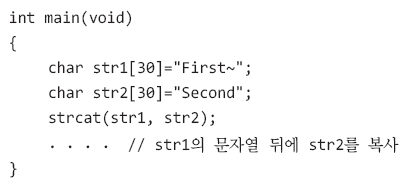 int main(void)
{
char str1[30]="First~";
char str2[30]="Second";
strcat(str1, str2);
. . . .  // str1의 문자열 뒤에 str2를 복사
}